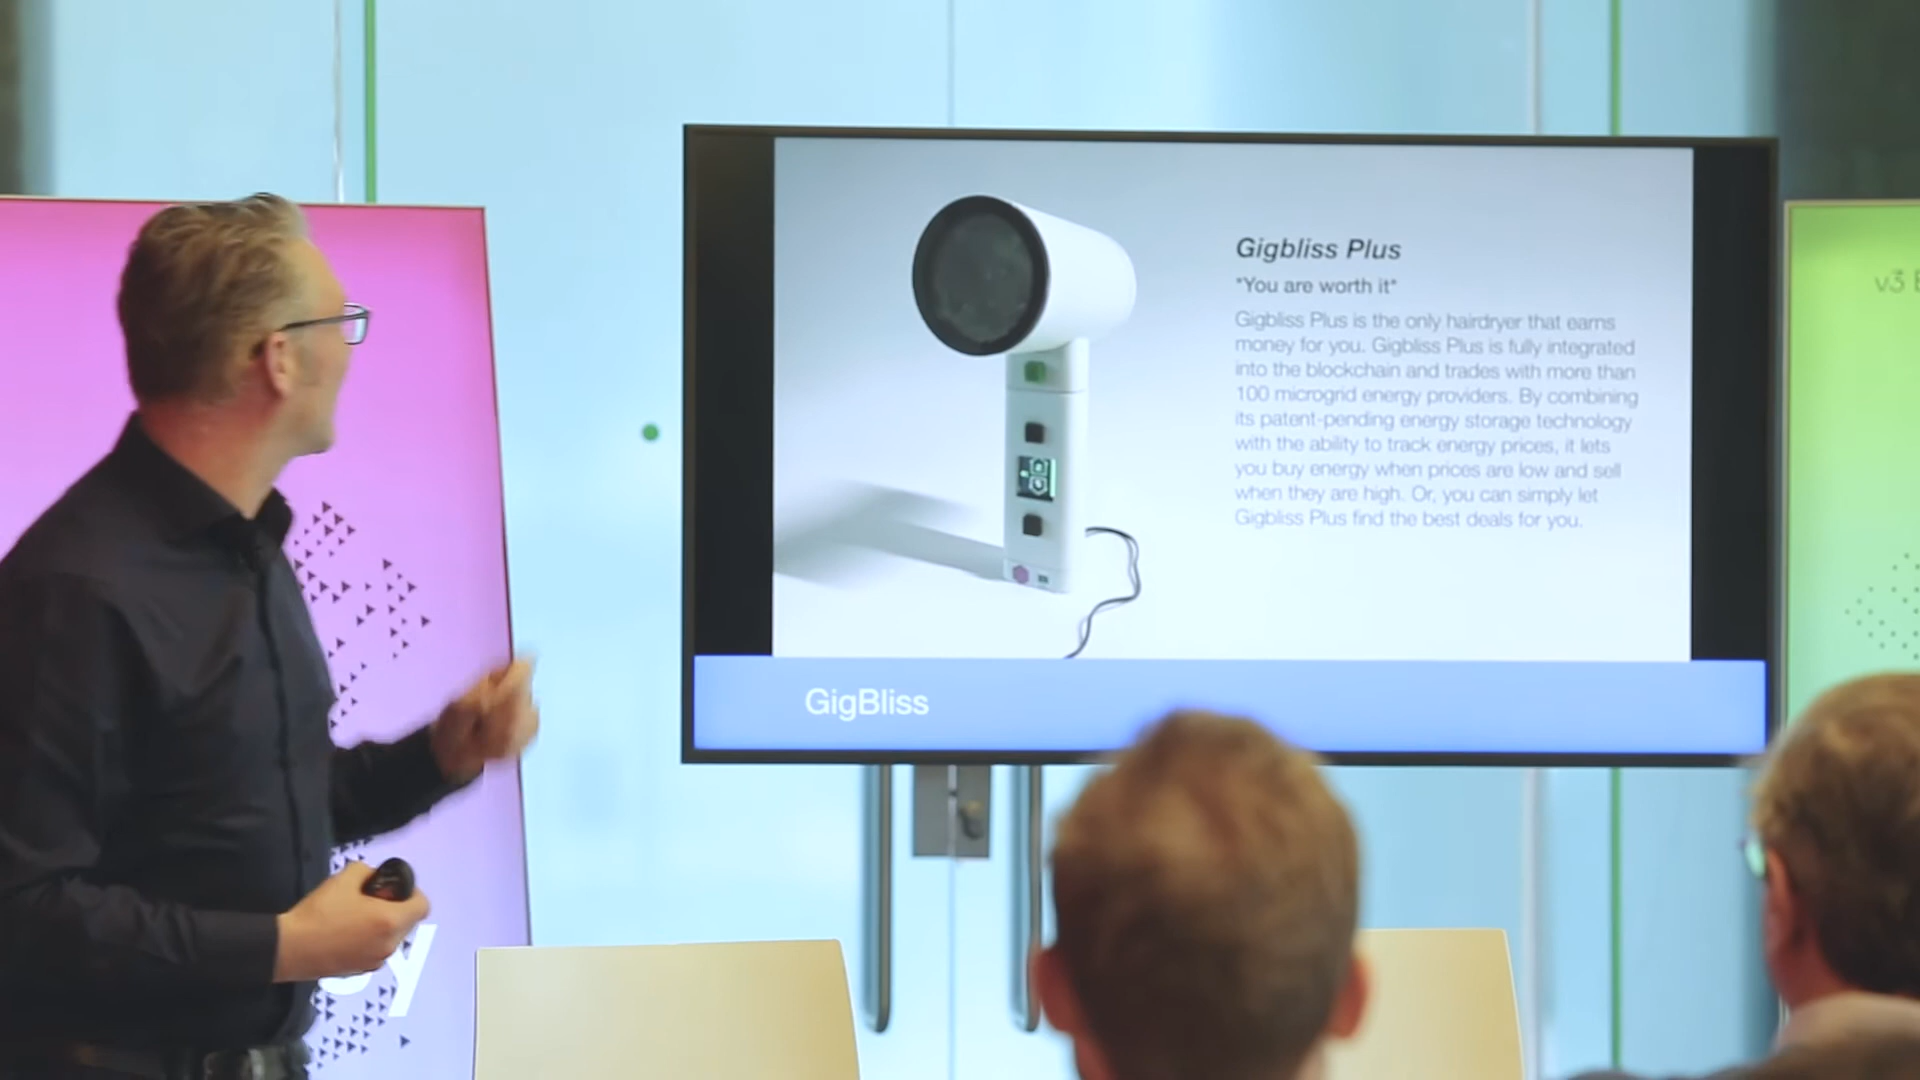 Gigbliss Plus
"You are worth it"
Gigbliss Plus is the only hairdryer that earns
money for you. Gigbliss Plus is fully integrated
into the blockchain and trades with more than
100 microgrid energy providers. By combining
its patent-pending energy storage technology
with the ability to track energy prices, it lets
you buy energy when prices are low and sell
when they are high. Or, you can simply let
Gigbliss Plus find the best deals for you.
GigBliss
v3